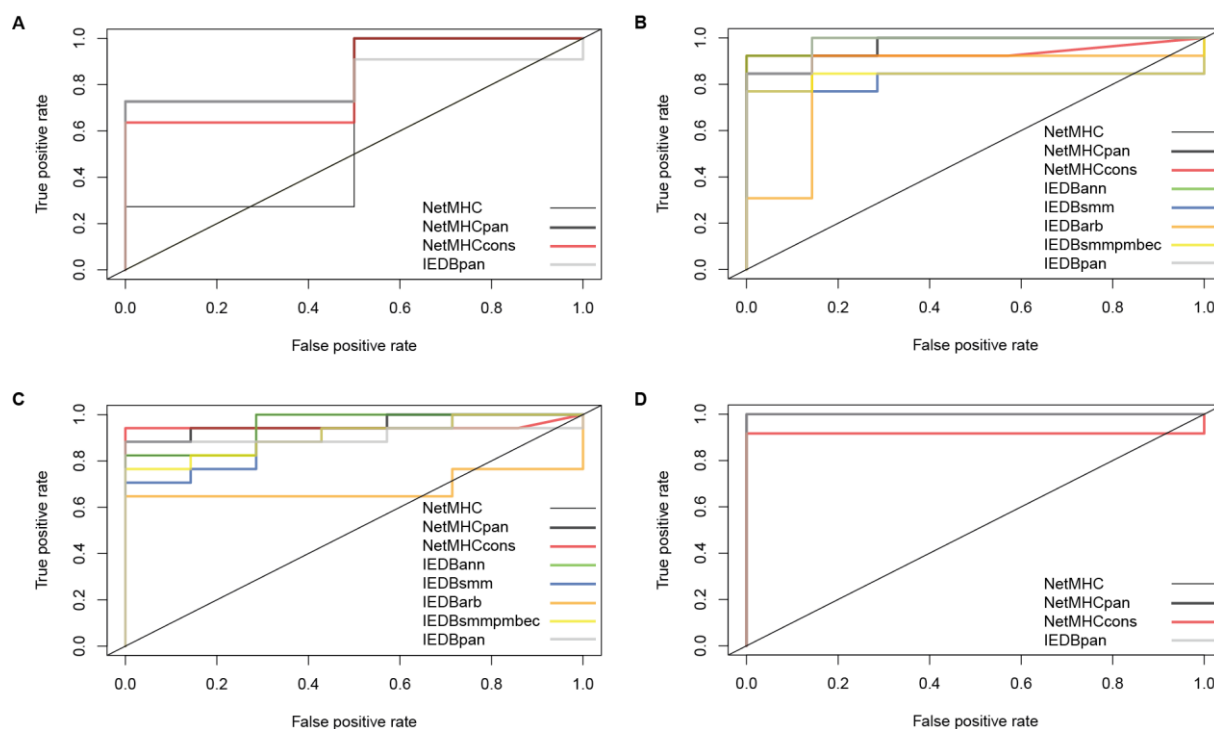 A
True positive rate
1.0
0.8
0.6
0.4
0.2
0.0
NetMHC
NetMHCpan
NetMHCcons
IEDBpan
0.0 0.2 0.4 0.6 0.8 1.0
False positive rate
B
True positive rate
1.0
0.8
0.6
0.4
0.2
0.0
NetMHC
NetMHCpan
NetMHCcons
IEDBann
IEDBsmm
IEDBarb
IEDBsmmpmbec
IEDBpan
0.0 0.2 0.4 0.6 0.8 1.0
False positive rate
C
True positive rate
1.0
0.8
0.6
0.4
0.2
0.0
NetMHC
NetMHCpan
NetMHCcons
IEDBann
IEDBsmm
IEDBarb
IEDBsmmpmbec
IEDBpan
0.0 0.2 0.4 0.6 0.8 1.0
False positive rate
D
True positive rate
1.0
0.8
0.6
0.4
0.2
0.0
NetMHC
NetMHCpan
NetMHCcons
IEDBpan
0.0 0.2 0.4 0.6 0.8 1.0
False positive rate